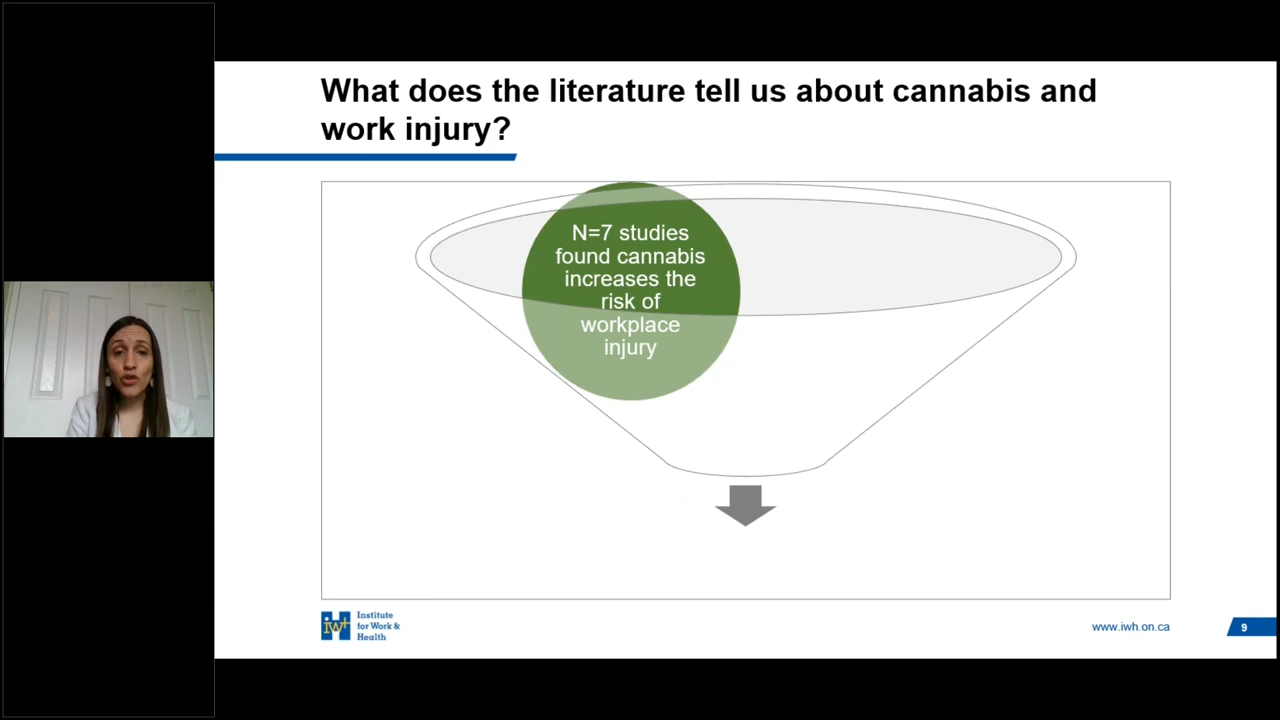 What does the literature tell us about cannabis and
work injury?
N=7 studies
found cannabis
increases the
risk of
workplace
injury
iwh
Institute
for Work &
Health
www.iwh.on.ca
9